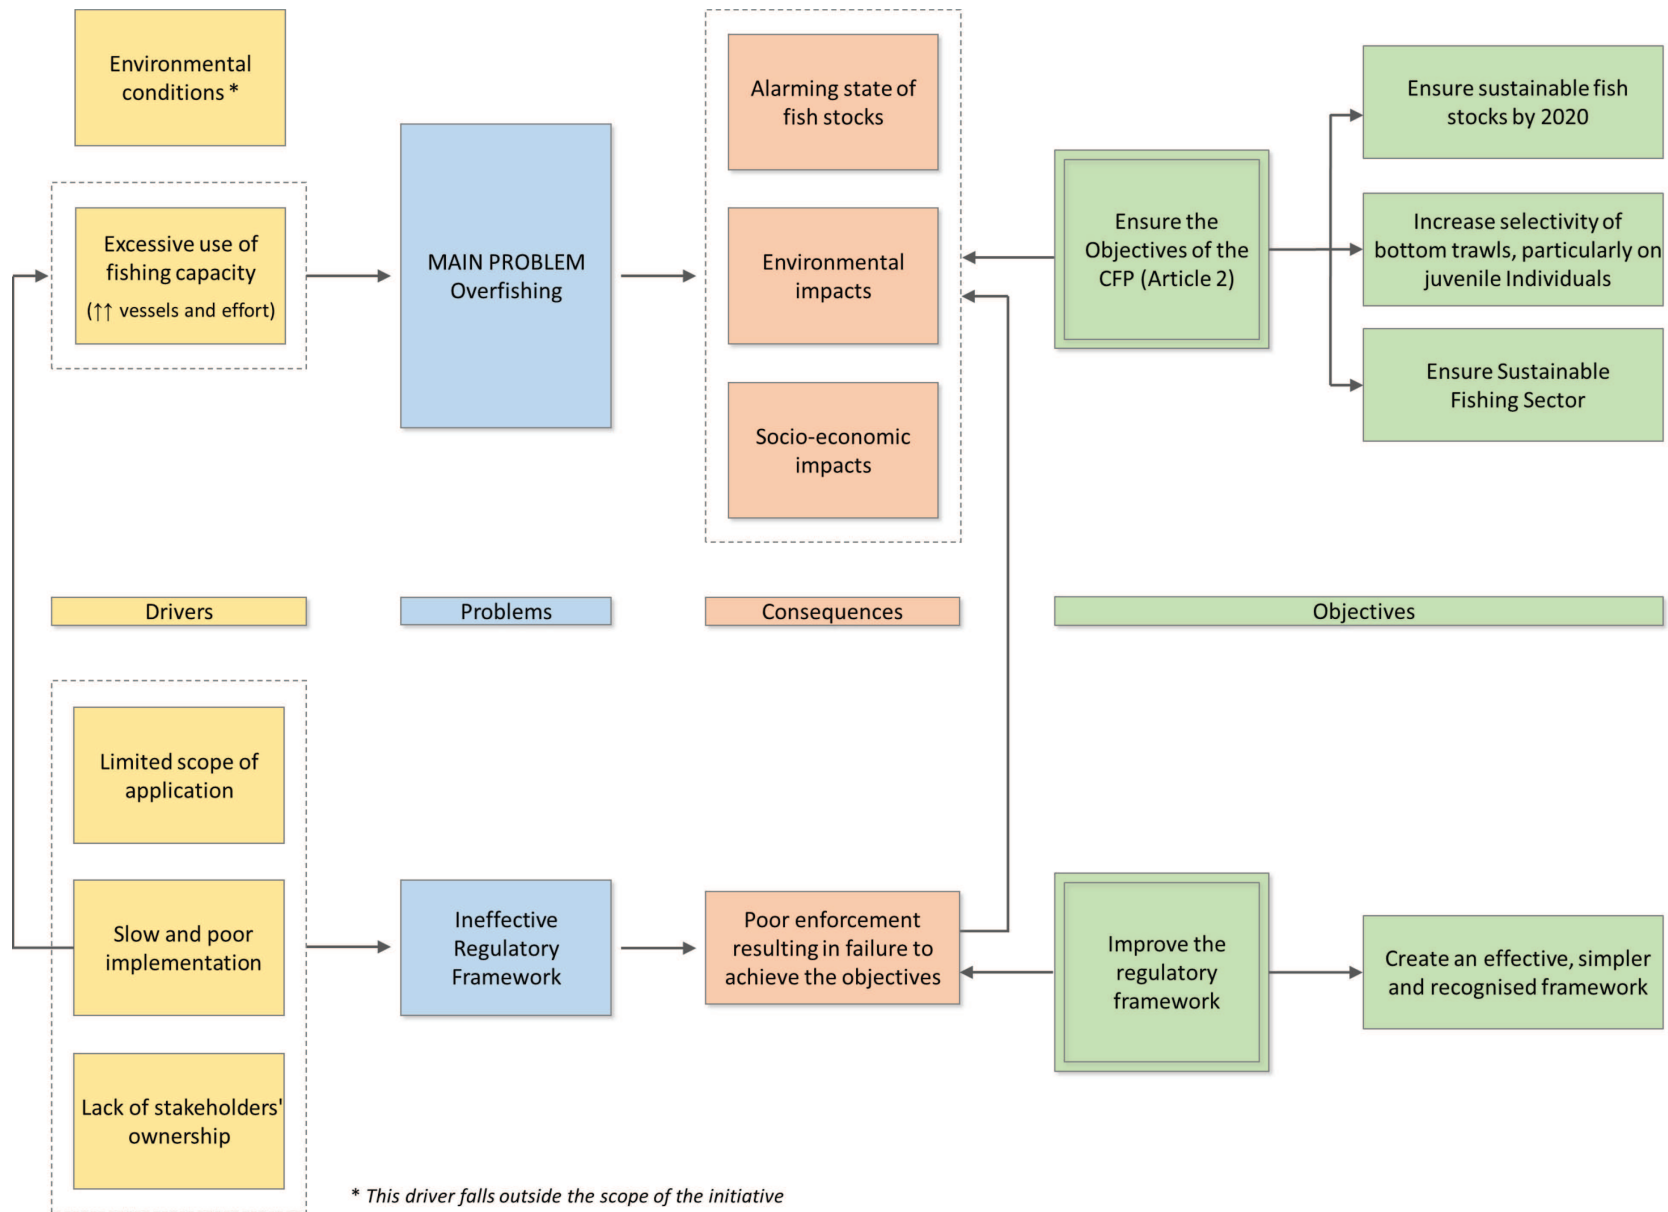 Environmental
conditions *
Excessive use of
fishing capacity
(↑↑ vessels and effort)
MAIN PROBLEM
Overfishing
Alarming state of
fish stocks
Environmental
impacts
Socio-economic
impacts
Ensure the
Objectives of the
CFP (Article 2)
Ensure sustainable fish
stocks by 2020
Increase selectivity of
bottom trawls, particularly on
juvenile Individuals
Ensure Sustainable
Fishing Sector
Drivers
Problems
Consequences
Objectives
Limited scope of
application
Slow and poor
implementation
Lack of stakeholders'
ownership
Ineffective
Regulatory
Framework
Poor enforcement
resulting in failure to
achieve the objectives
Improve the
regulatory
framework
Create an effective, simpler
and recognised framework
* This driver falls outside the scope of the initiative